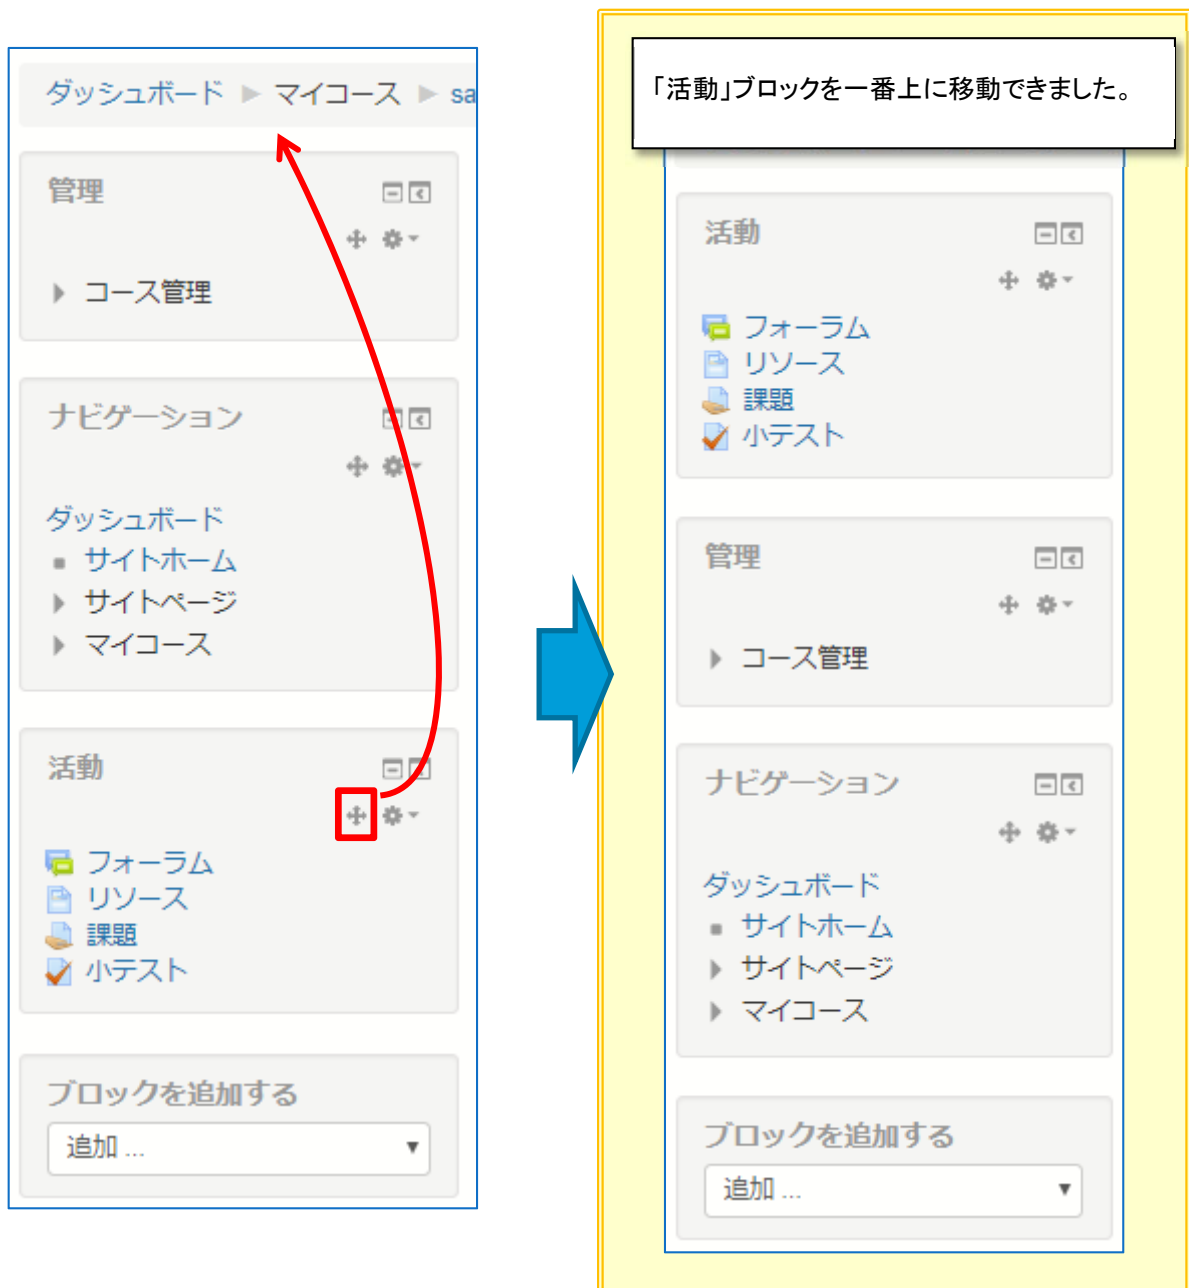 ダッシュボード ▶ マイコース ▶ sa
管理
コース管理
ナビゲーション
ダッシュボード
サイトホーム
サイトページ
マイコース
活動
フォーラム
リソース
課題
小テスト
ブロックを追加する
追加 ...
「活動」ブロックを一番上に移動できました。
活動
フォーラム
リソース
課題
小テスト
管理
コース管理
ナビゲーション
ダッシュボード
サイトホーム
サイトページ
マイコース
ブロックを追加する
追加 ...